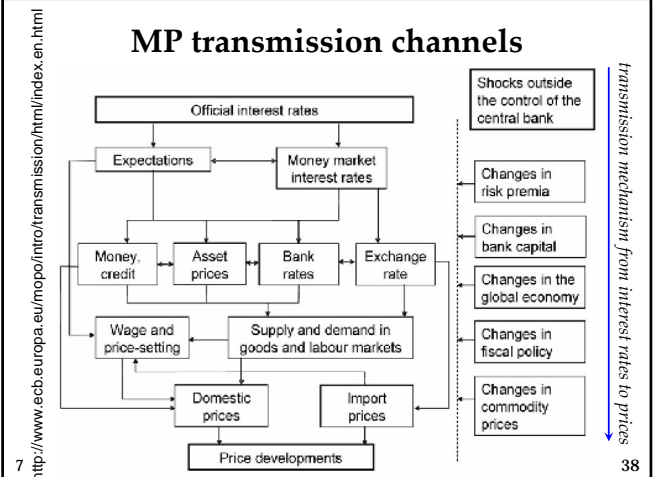 MP transmission channels
http://www.ecb.europa.eu/mopo/intro/transmission/html/index.en.html
Official interest rates
Expectations
Money market
interest rates
Money,
credit
Asset
prices
Bank
rates
Exchange
rate
Wage and
price-setting
Supply and demand in
goods and labour markets
Domestic
prices
Import
prices
Price developments
Shocks outside
the control of the
central bank
Changes in
risk premia
Changes in
bank capital
Changes in the
global economy
Changes in
fiscal policy
Changes in
commodity
prices
transmission mechanism from interest rates to prices
7
38